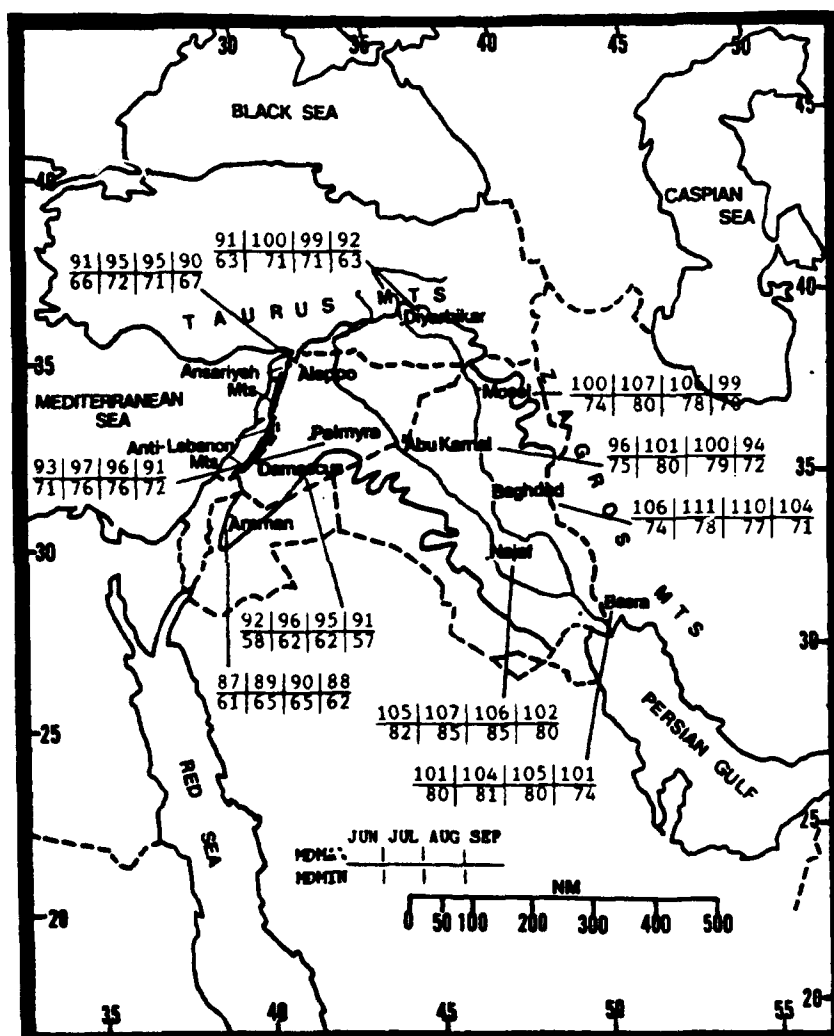 30 35 40 45 50
BLACK SEA
45
40
CASPIAN
SEA
91 100 99 92
63 71 71 63
91 95 95 90
66 72 71 67
40
TAURUS MTS
Diyarbikar
35
Ansariyah
Mts
Aleppo
MEDITERRANEAN
SEA
Mosul
100 107 106 99
74 80 78 70
ZAGROS MTS
Palmyra
Anti-Lebanon
Mts
Abu Kamal
96 101 100 94
75 80 79 72
35
93 97 96 91
71 76 76 72
Damascus
Baghdad
106 111 110 104
74 78 77 71
Amman
30
Najaf
Basra
30
92 96 95 91
58 62 62 57
87 89 90 88
61 65 65 62
105 107 106 102
82 85 85 80
PERSIAN GULF
25
101 104 105 101
80 81 80 74
RED SEA
25
JUN JUL AUG SEP
MDMIN
NM
0 50 100 200 300 400 500
20
20
35 40 45 50 55